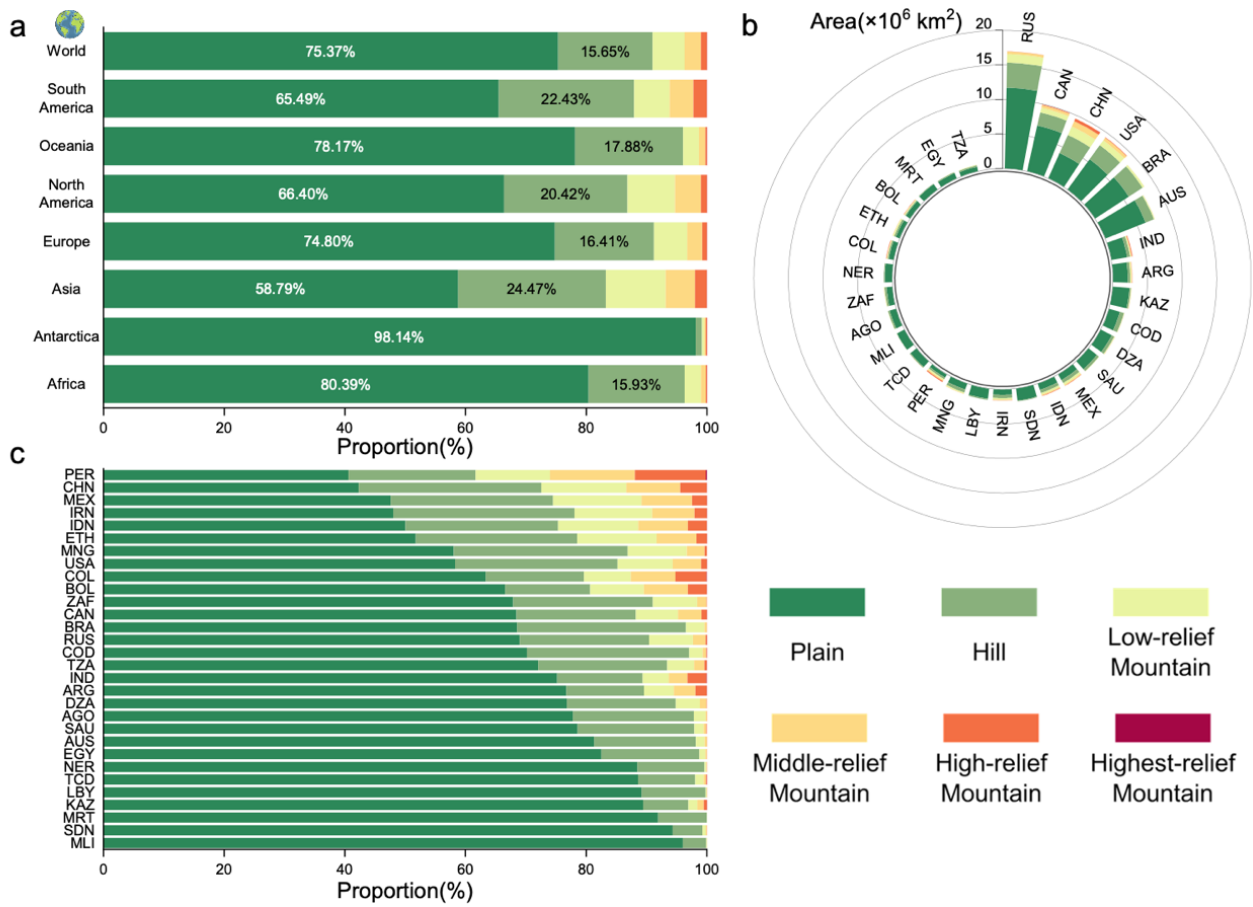 a
World
75.37%
15.65%
South
America
65.49%
22.43%
Oceania
78.17%
17.88%
North
America
66.40%
20.42%
Europe
74.80%
16.41%
Asia
58.79%
24.47%
Antarctica
98.14%
Africa
80.39%
15.93%
0
20
40
60
80
100
Proportion(%)
b
Area(×10⁶ km²)
20
15
10
5
0
RUS
CAN
CHN
USA
BRA
AUS
IND
ARG
KAZ
COD
DZA
SAU
MEX
IDN
SDN
IRN
LBY
MNG
PER
TCD
MLI
AGO
ZAF
NER
COL
ETH
BOL
MRT
EGY
TZA
c
PER
CHN
MEX
IRN
IDN
ETH
MNG
USA
COL
BOL
ZAF
CAN
BRA
RUS
COD
TZA
IND
ARG
DZA
AGO
SAU
AUS
EGY
NER
TCD
LBY
KAZ
MRT
SDN
MLI
0
20
40
60
80
100
Proportion(%)
Plain
Hill
Low-relief
Mountain
Middle-relief
Mountain
High-relief
Mountain
Highest-relief
Mountain